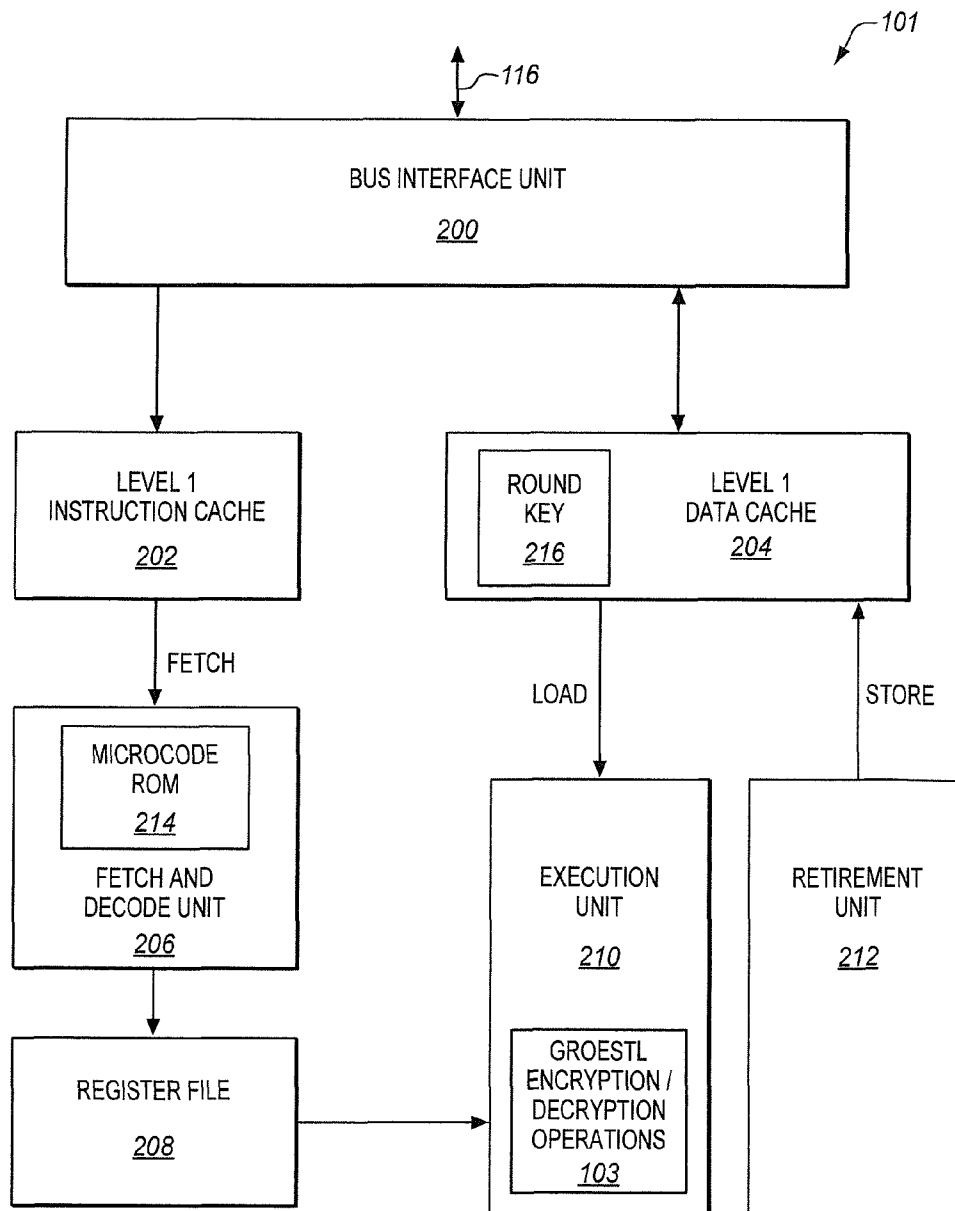 101
116
BUS INTERFACE UNIT
200
LEVEL 1
INSTRUCTION CACHE
202
ROUND
KEY
216
LEVEL 1
DATA CACHE
204
FETCH
LOAD
STORE
MICROCODE
ROM
214
FETCH AND
DECODE UNIT
206
EXECUTION
UNIT
210
RETIREMENT
UNIT
212
REGISTER FILE
208
GROESTL
ENCRYPTION /
DECRYPTION
OPERATIONS
103